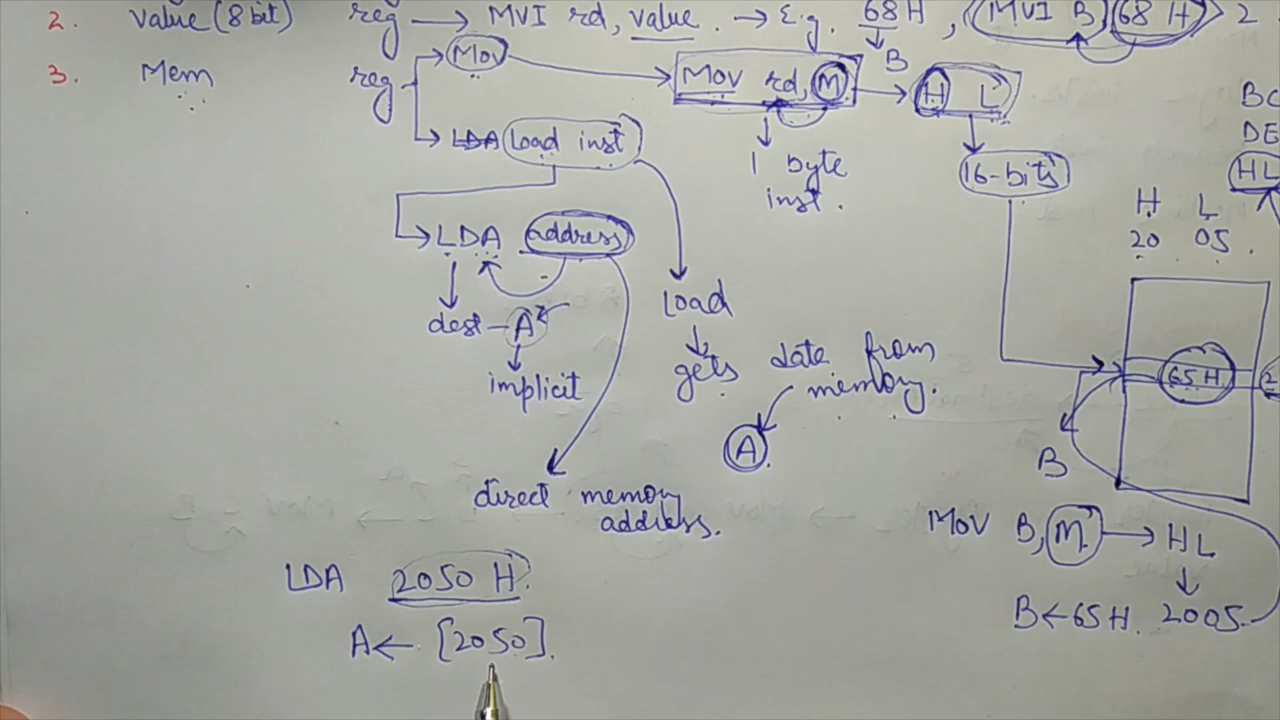 2. value (8 bit) reg → MVI rd, value. → E.g. 68 H, MVI B 68 H 2
B
3. Mem reg Mov Mov rd, M → H L
LDA Load inst
1 byte inst.
16-bits
BC
DE
HL
H L
20 05.
LDA address
dest - A
implicit
Load
gets data from memory.
A
direct memory address.
65 H
2
B
MOV B, M → HL
B ← 65 H. 2005
LDA 2050 H.
A ← [2050].